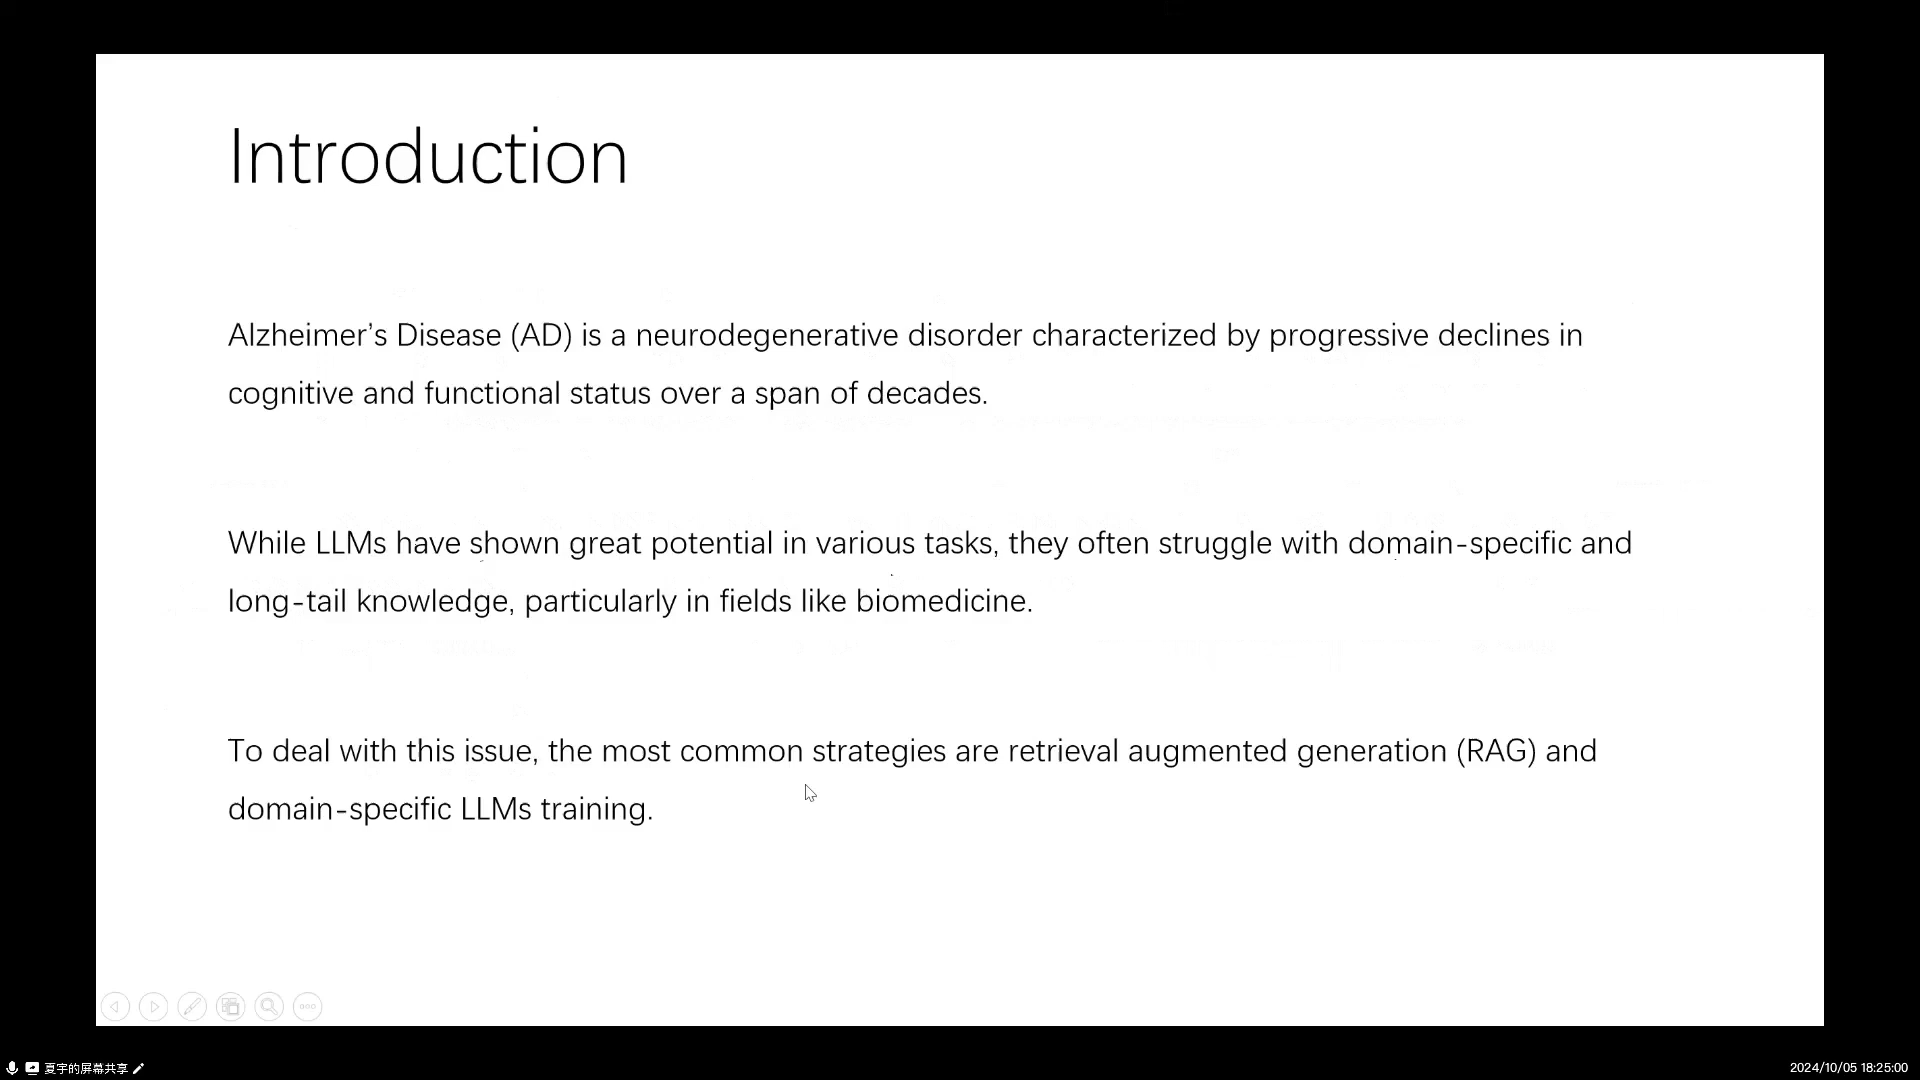 Introduction
Alzheimer’s Disease (AD) is a neurodegenerative disorder characterized by progressive declines in
cognitive and functional status over a span of decades.
While LLMs have shown great potential in various tasks, they often struggle with domain-specific and
long-tail knowledge, particularly in fields like biomedicine.
To deal with this issue, the most common strategies are retrieval augmented generation (RAG) and
domain-specific LLMs training.
夏宇的屏幕共享
2024/10/05 18:25:00